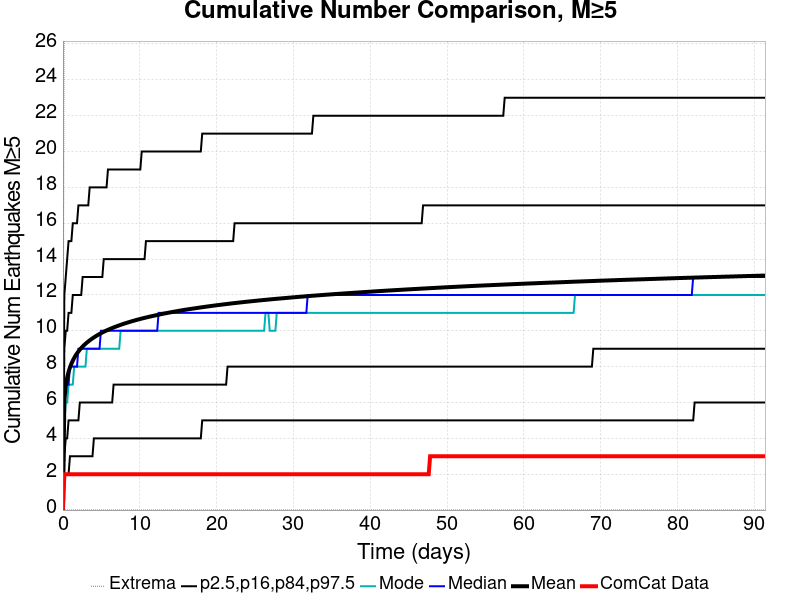 Cumulative Number Comparison, M≥5
Cumulative Num Earthquakes M≥5
26
24
22
20
18
16
14
12
10
8
6
4
2
0
0 10 20 30 40 50 60 70 80 90
Time (days)
Extrema p2.5,p16,p84,p97.5 Mode Median Mean ComCat Data